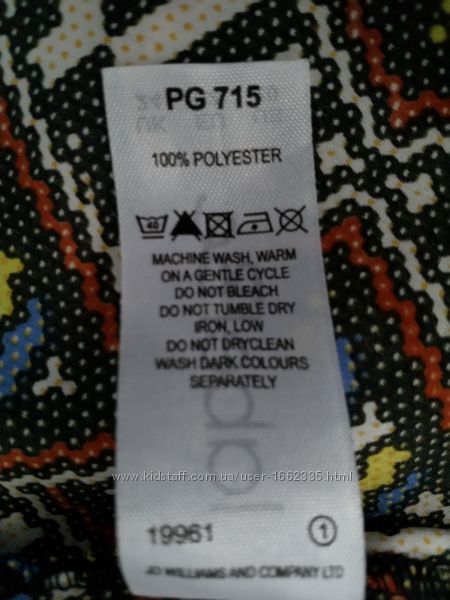 PG 715
100% POLYESTER
40
MACHINE WASH, WARM
ON A GENTLE CYCLE
DO NOT BLEACH
DO NOT TUMBLE DRY
IRON, LOW
DO NOT DRYCLEAN
WASH DARK COLOURS
SEPARATELY
www.kidstaff.com.ua/user-1662335.html
19961 1
JD WILLIAMS AND COMPANY LTD